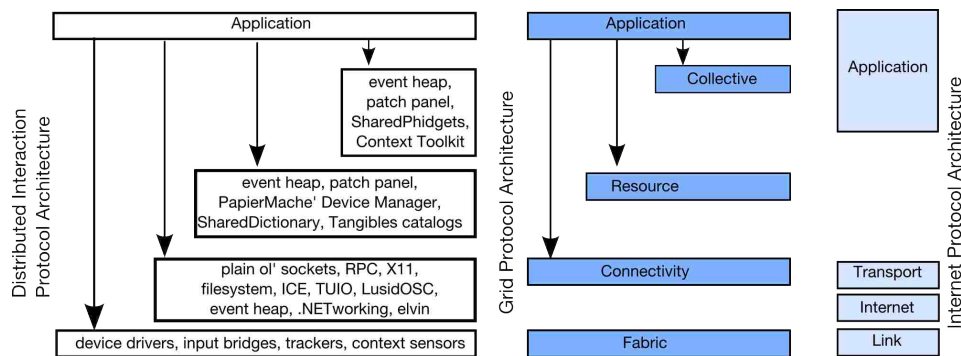 Distributed Interaction
Protocol Architecture
Application
event heap,
patch panel,
SharedPhidgets,
Context Toolkit
event heap, patch panel,
PapierMache' Device Manager,
SharedDictionary, Tangibles catalogs
plain ol' sockets, RPC, X11,
filesystem, ICE, TUIO, LusidOSC,
event heap, .NETworking, elvin
device drivers, input bridges, trackers, context sensors
Grid Protocol Architecture
Application
Collective
Resource
Connectivity
Fabric
Application
Transport
Internet
Link
Internet Protocol Architecture